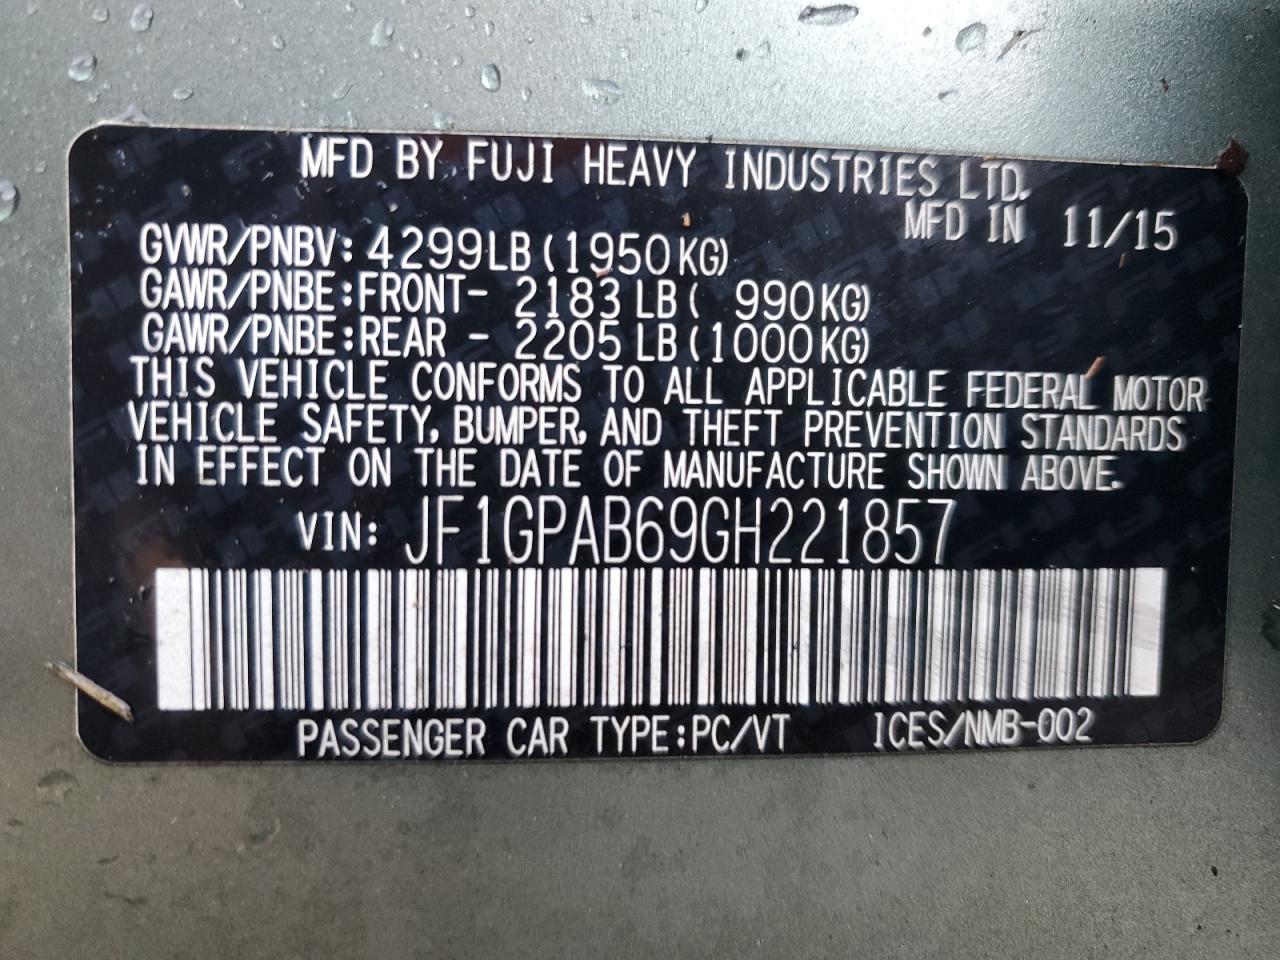 MFD BY FUJI HEAVY INDUSTRIES LTD.
MFD IN 11/15
GVWR/PNBV: 4299LB (1950KG)
GAWR/PNBE:FRONT- 2183 LB ( 990KG)
GAWR/PNBE:REAR - 2205 LB (1000KG)
THIS VEHICLE CONFORMS TO ALL APPLICABLE FEDERAL MOTOR
VEHICLE SAFETY, BUMPER, AND THEFT PREVENTION STANDARDS
IN EFFECT ON THE DATE OF MANUFACTURE SHOWN ABOVE.
VIN: JF1GPAB69GH221857
PASSENGER CAR TYPE:PC/VT ICES/NMB-002